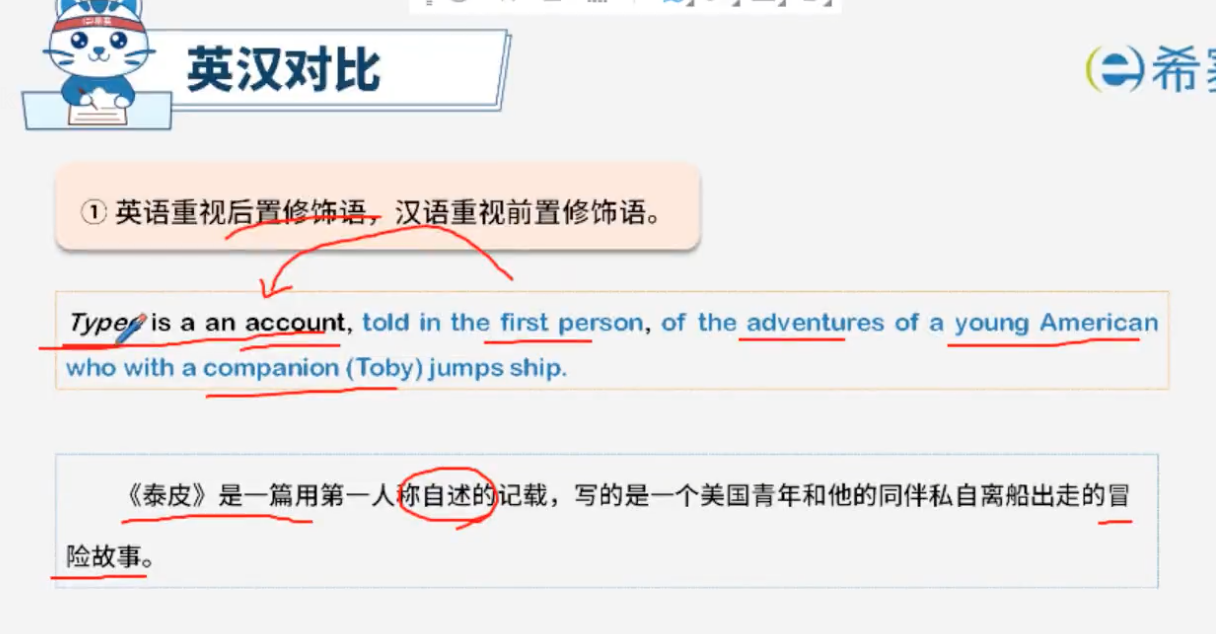 英汉对比
希
① 英语重视后置修饰语，汉语重视前置修饰语。
Typee is a an account, told in the first person, of the adventures of a young American
who with a companion (Toby) jumps ship.
《泰皮》是一篇用第一人称自述的记载，写的是一个美国青年和他的同伴私自离船出走的冒
险故事。